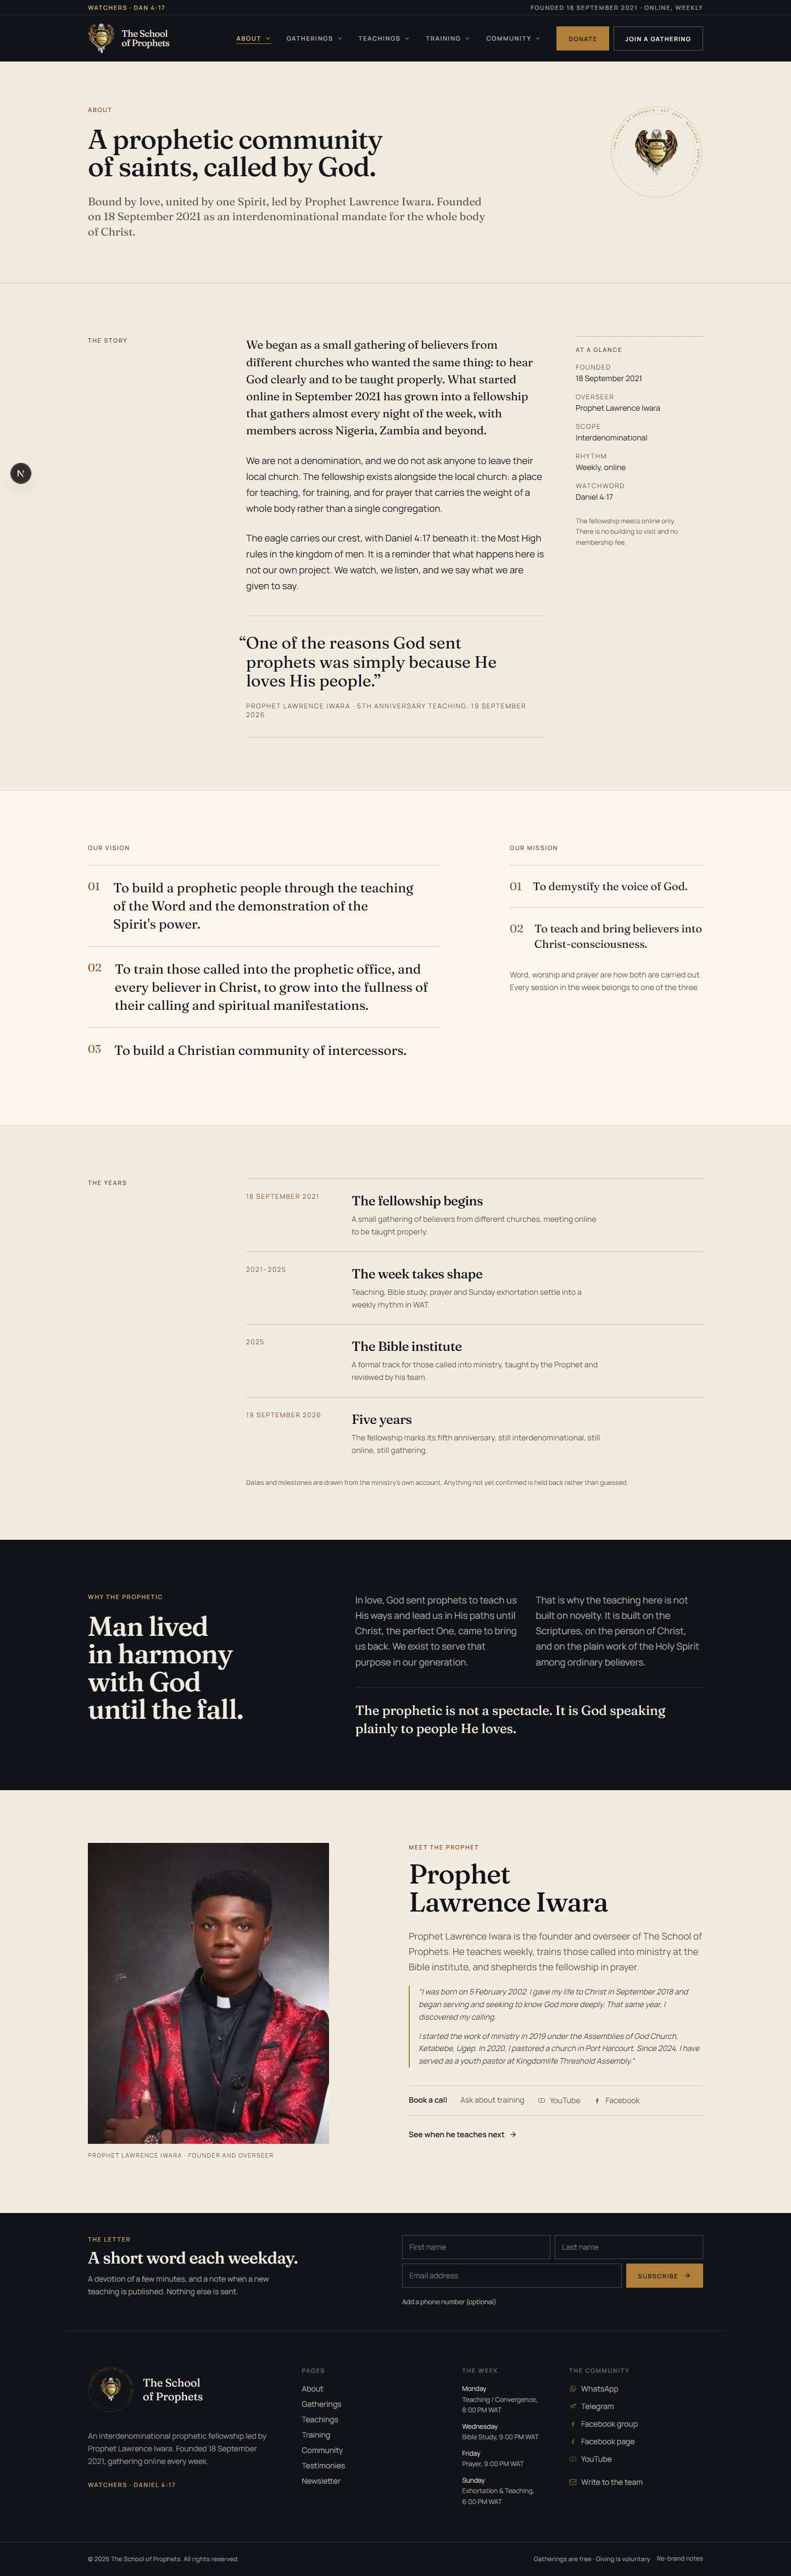 WATCHERS · DAN 4:17
FOUNDED 18 SEPTEMBER 2021 · ONLINE, WEEKLY
The School
of Prophets
ABOUT
GATHERINGS
TEACHINGS
TRAINING
COMMUNITY
DONATE
JOIN A GATHERING
ABOUT
A prophetic community
of saints, called by God.
Bound by love, united by one Spirit, led by Prophet Lawrence Iwara. Founded
on 18 September 2021 as an interdenominational mandate for the whole body
of Christ.
THE STORY
We began as a small gathering of believers from
different churches who wanted the same thing: to hear
God clearly and to be taught properly. What started
online in September 2021 has grown into a fellowship
that gathers almost every night of the week, with
members across Nigeria, Zambia and beyond.
We are not a denomination, and we do not ask anyone to leave their
local church. The fellowship exists alongside the local church: a place
for teaching, for training, and for prayer that carries the weight of a
whole body rather than a single congregation.
The eagle carries our crest, with Daniel 4:17 beneath it: the Most High
rules in the kingdom of men. It is a reminder that what happens here is
not our own project. We watch, we listen, and we say what we are
given to say.
“One of the reasons God sent
prophets was simply because He
loves His people.”
PROPHET LAWRENCE IWARA · 5TH ANNIVERSARY TEACHING, 19 SEPTEMBER
2026
AT A GLANCE
FOUNDED
18 September 2021
OVERSEER
Prophet Lawrence Iwara
SCOPE
Interdenominational
RHYTHM
Weekly, online
WATCHWORD
Daniel 4:17
The fellowship meets online only.
There is no building to visit and no
membership fee.
N
OUR VISION
01 To build a prophetic people through the teaching
of the Word and the demonstration of the
Spirit's power.
02 To train those called into the prophetic office, and
every believer in Christ, to grow into the fullness of
their calling and spiritual manifestations.
03 To build a Christian community of intercessors.
OUR MISSION
01 To demystify the voice of God.
02 To teach and bring believers into
Christ-consciousness.
Word, worship and prayer are how both are carried out.
Every session in the week belongs to one of the three.
THE YEARS
18 SEPTEMBER 2021
The fellowship begins
A small gathering of believers from different churches, meeting online
to be taught properly.
2021–2025
The week takes shape
Teaching, Bible study, prayer and Sunday exhortation settle into a
weekly rhythm in WAT.
2025
The Bible institute
A formal track for those called into ministry, taught by the Prophet and
reviewed by his team.
19 SEPTEMBER 2026
Five years
The fellowship marks its fifth anniversary, still interdenominational, still
online, still gathering.
Dates and milestones are drawn from the ministry's own account. Anything not yet confirmed is held back rather than guessed.
WHY THE PROPHETIC
Man lived
in harmony
with God
until the fall.
In love, God sent prophets to teach us
His ways and lead us in His paths until
Christ, the perfect One, came to bring
us back. We exist to serve that
purpose in our generation.
That is why the teaching here is not
built on novelty. It is built on the
Scriptures, on the person of Christ,
and on the plain work of the Holy Spirit
among ordinary believers.
The prophetic is not a spectacle. It is God speaking
plainly to people He loves.
PROPHET LAWRENCE IWARA · FOUNDER AND OVERSEER
MEET THE PROPHET
Prophet
Lawrence Iwara
Prophet Lawrence Iwara is the founder and overseer of The School of
Prophets. He teaches weekly, trains those called into ministry at the
Bible institute, and shepherds the fellowship in prayer.
“I was born on 5 February 2002. I gave my life to Christ in September 2018 and
began serving and seeking to know God more deeply. That same year, I
discovered my calling.
I started the work of ministry in 2019 under the Assemblies of God Church,
Ketabebe, Ugep. In 2020, I pastored a church in Port Harcourt. Since 2024, I have
served as a youth pastor at Kingdomlife Threshold Assembly.”
Book a call
Ask about training
YouTube
Facebook
See when he teaches next
THE LETTER
A short word each weekday.
A devotion of a few minutes, and a note when a new
teaching is published. Nothing else is sent.
First name
Last name
Email address
SUBSCRIBE
Add a phone number (optional)
The School
of Prophets
An interdenominational prophetic fellowship led by
Prophet Lawrence Iwara. Founded 18 September
2021, gathering online every week.
WATCHERS · DANIEL 4:17
PAGES
About
Gatherings
Teachings
Training
Community
Testimonies
Newsletter
THE WEEK
Monday
Teaching / Convergence,
8:00 PM WAT
Wednesday
Bible Study, 9:00 PM WAT
Friday
Prayer, 9:00 PM WAT
Sunday
Exhortation & Teaching,
6:00 PM WAT
THE COMMUNITY
WhatsApp
Telegram
Facebook group
Facebook page
YouTube
Write to the team
© 2026 The School of Prophets. All rights reserved.
Gatherings are free · Giving is voluntary
Re-brand notes